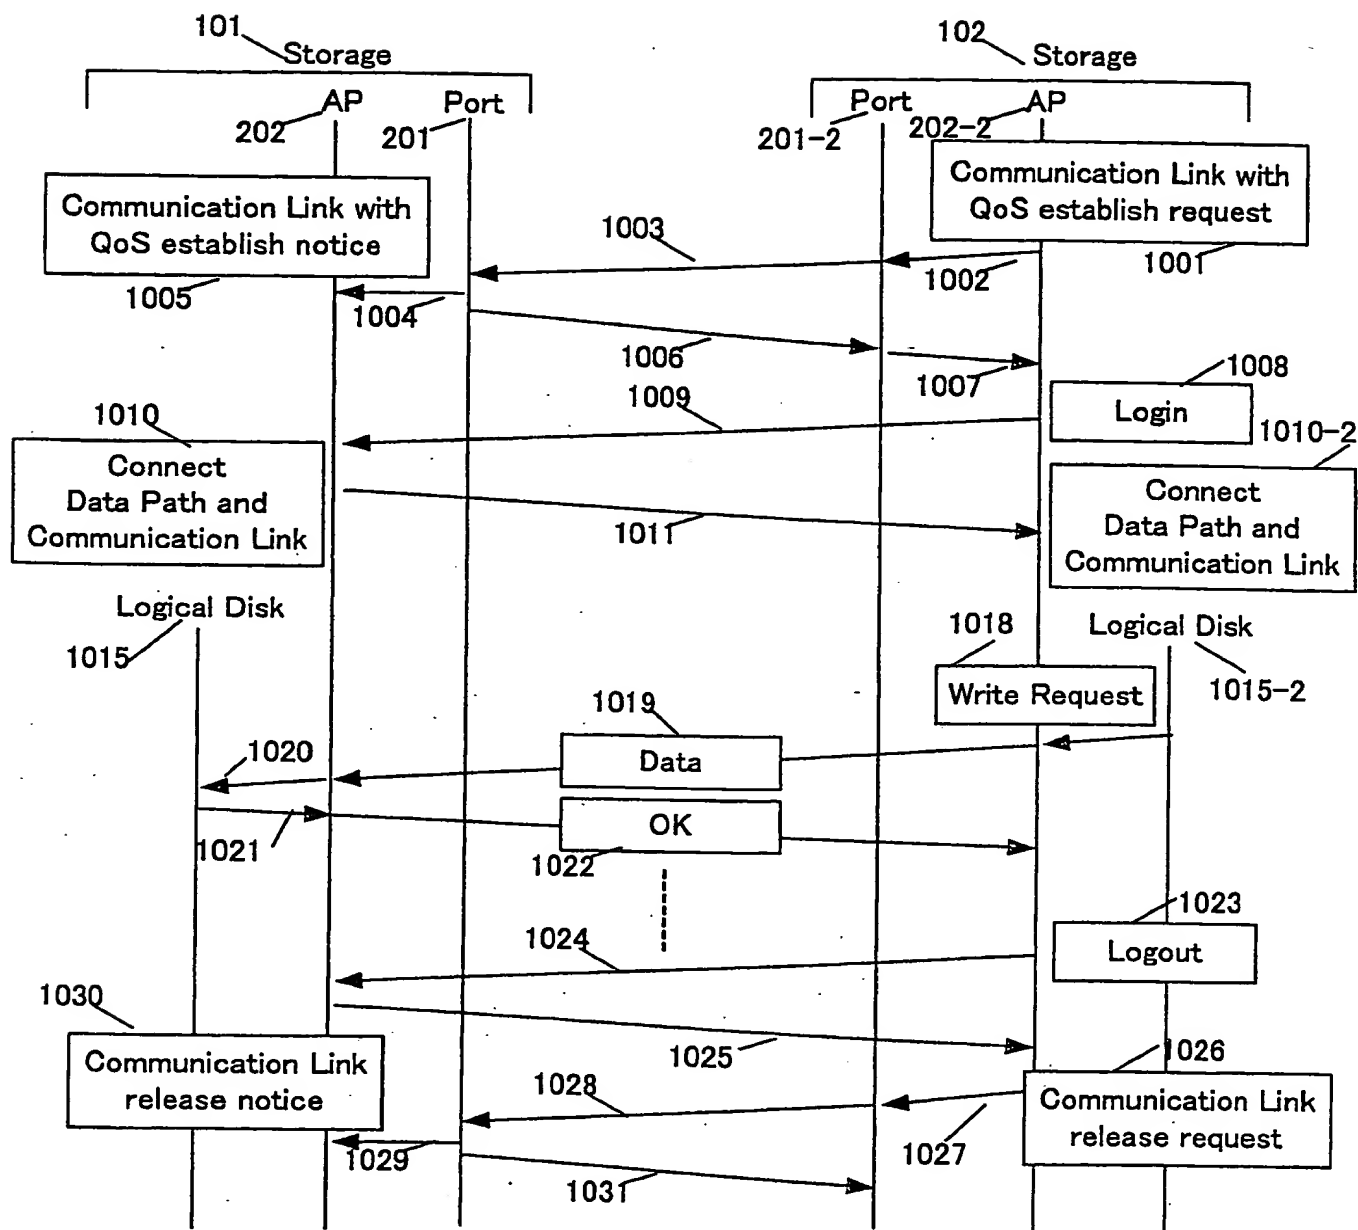 101
Storage
102
Storage
AP
Port
Port
AP
202
201
201-2
202-2
Communication Link with
QoS establish request
Communication Link with
QoS establish notice
1003
1002
1001
1005
1004
1006
1007
1008
1009
Login
1010
1010-2
Connect
Data Path and
Communication Link
Connect
Data Path and
Communication Link
1011
Logical Disk
1018
Logical Disk
1015
1015-2
Write Request
1019
1020
Data
OK
1021
1022
1023
1024
Logout
1030
1025
1026
Communication Link
release notice
1028
Communication Link
release request
1027
1029
1031